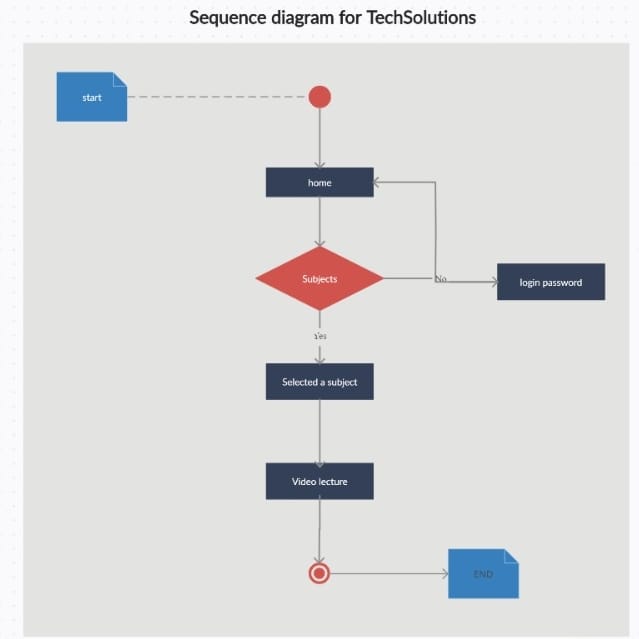 Sequence diagram for TechSolutions
start
home
Subjects
No
login password
Yes
Selected a subject
Video lecture
END